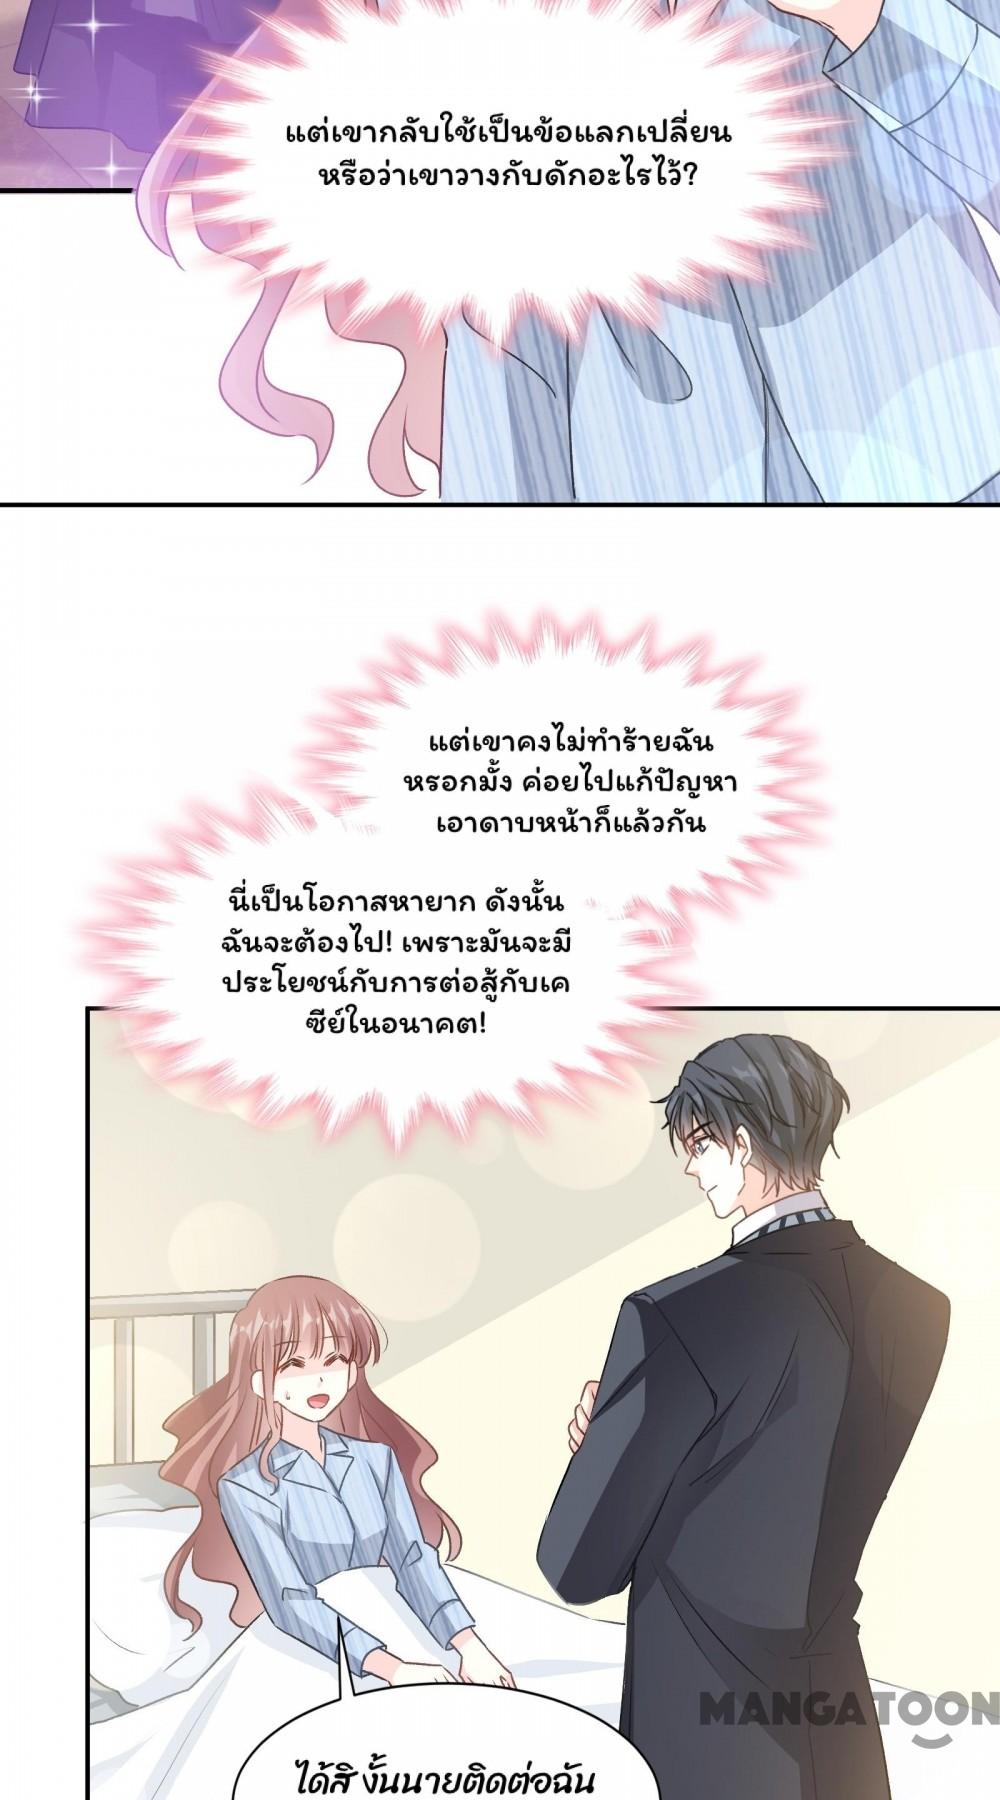 แต่เขากลับใช้เป็นข้อแลกเปลี่ยน
หรือว่าเขาวางกับดักอะไรไว้?
แต่เขาคงไม่ทำร้ายฉัน
หรอกมั้ง ค่อยไปแก้ปัญหา
เอาดาบหน้าก็แล้วกัน
นี่เป็นโอกาสหายาก ดังนั้น
ฉันจะต้องไป! เพราะมันจะมี
ประโยชน์กับการต่อสู้กับเค
ซีย์ในอนาคต!
MANGATOON
ได้สิ งั้นนายติดต่อฉัน